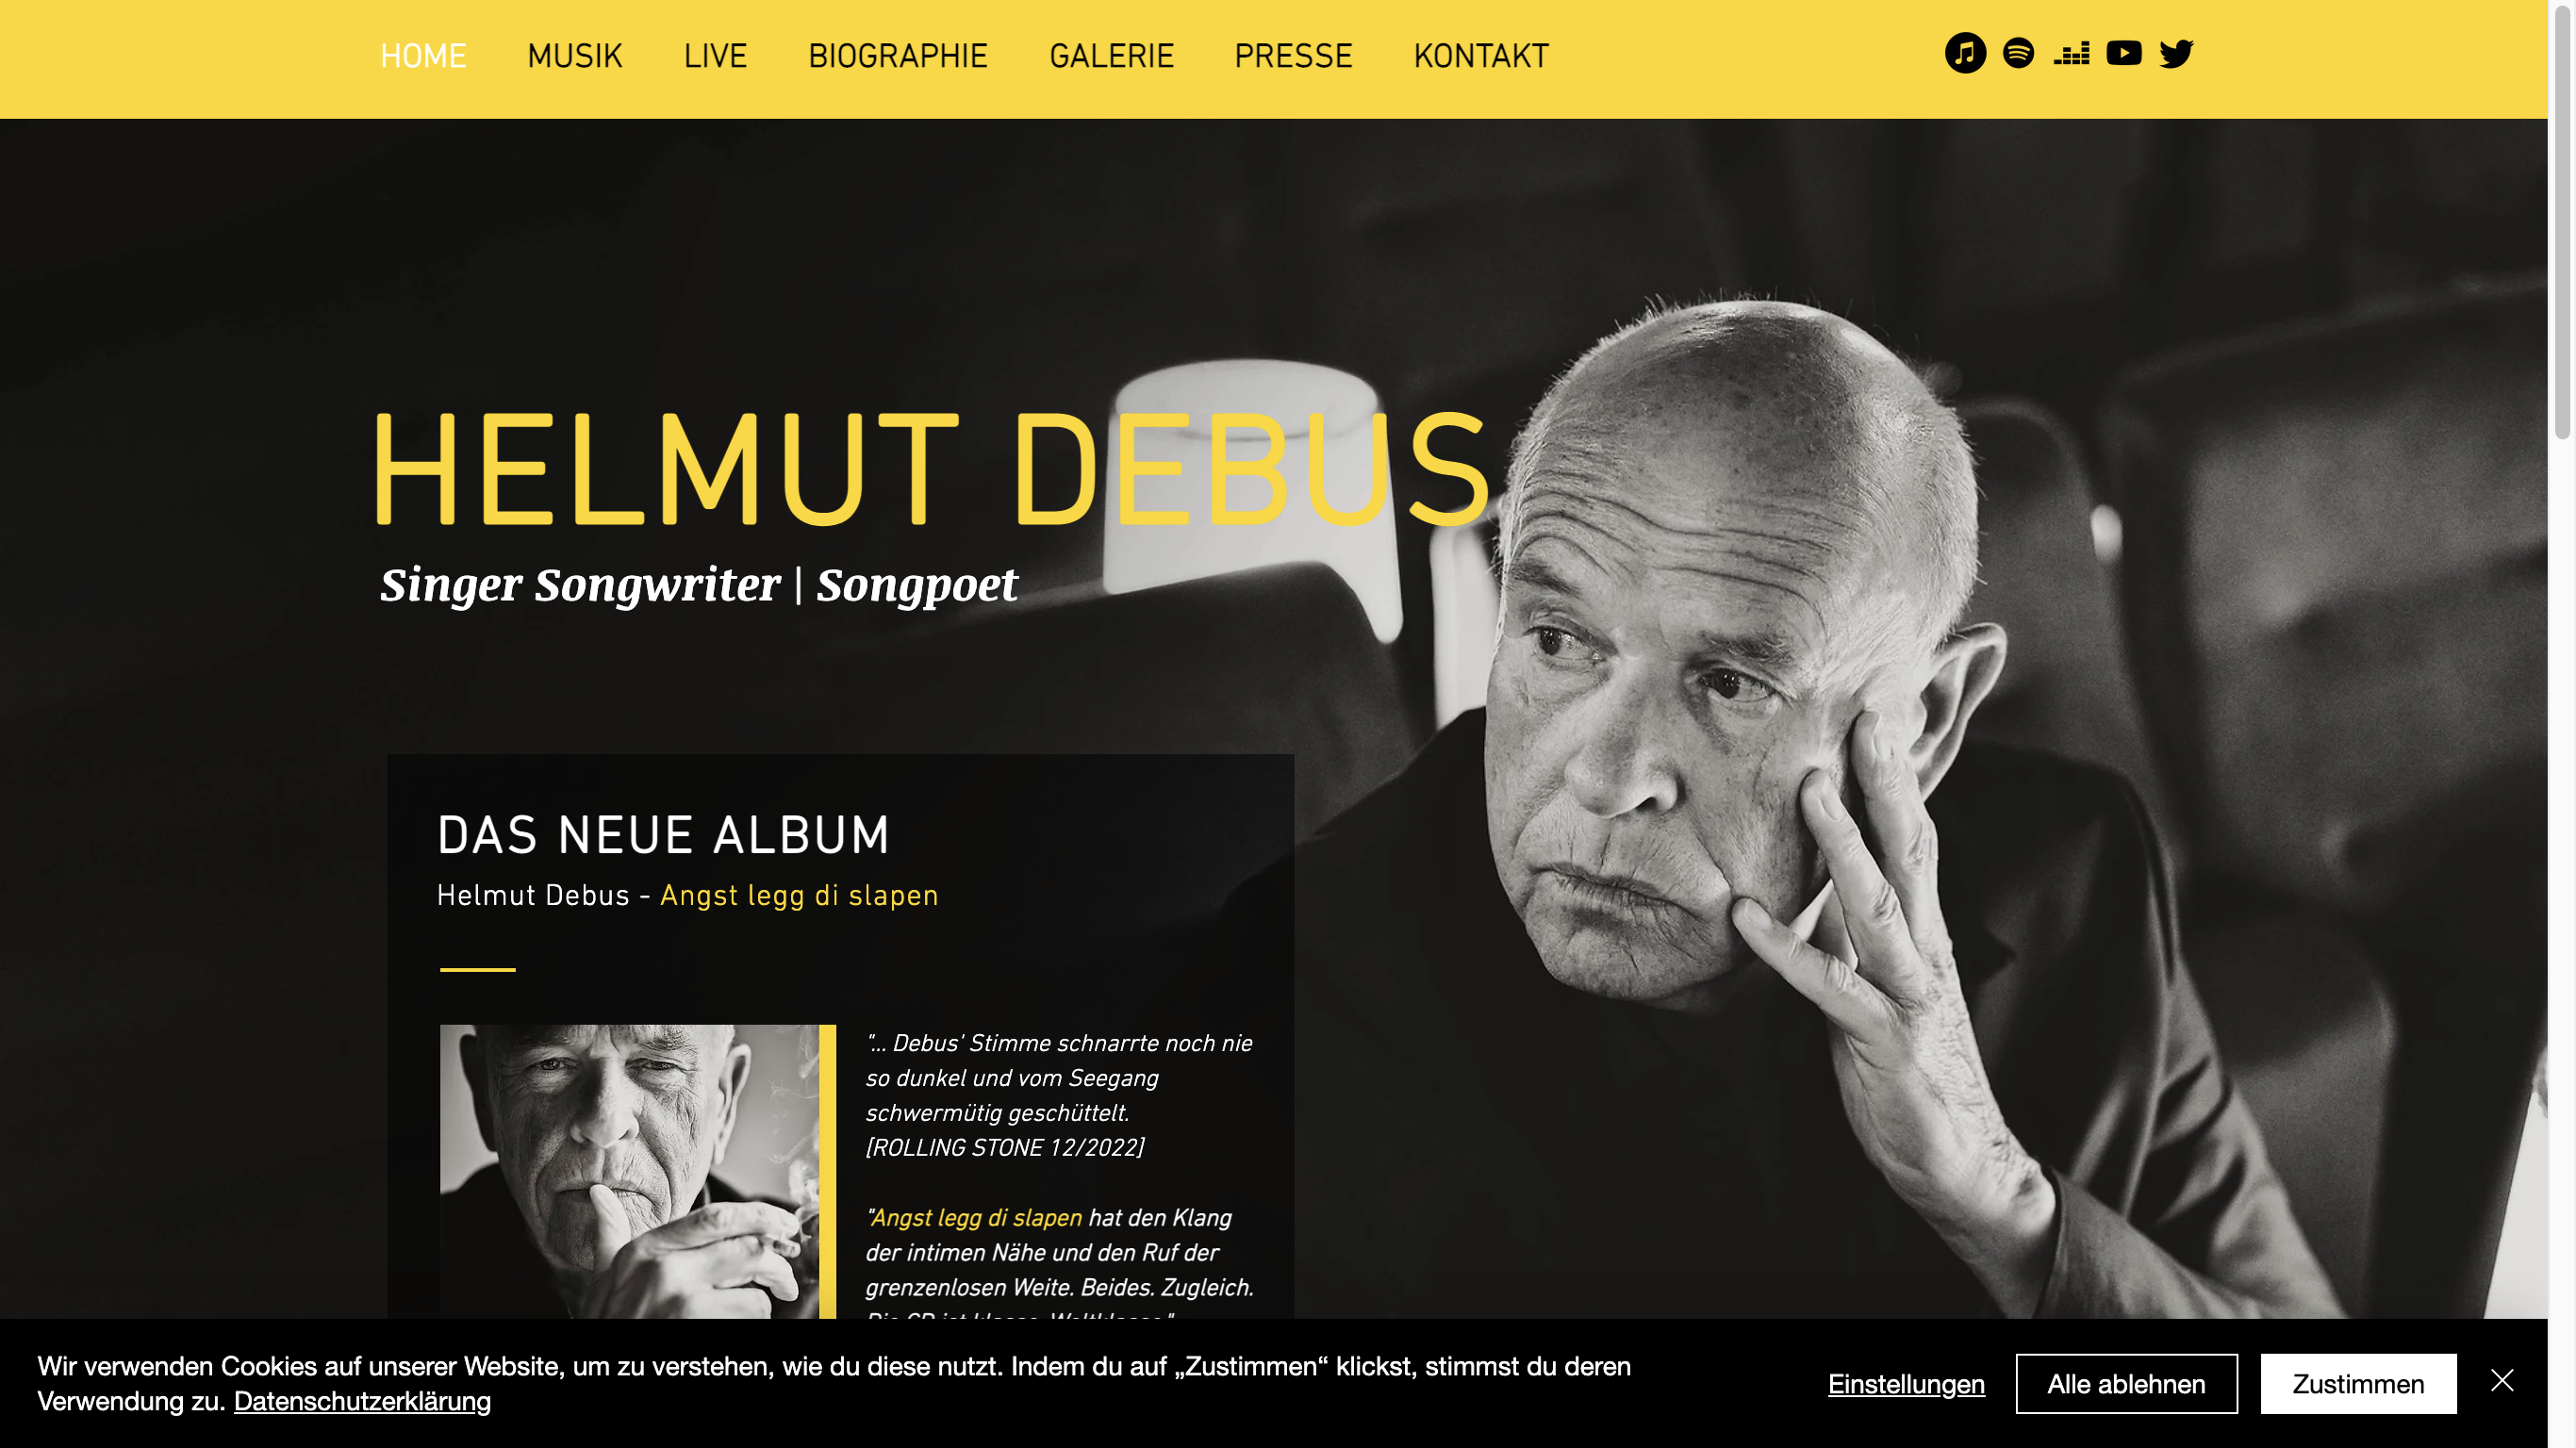 HOME MUSIK LIVE BIOGRAPHIE GALERIE PRESSE KONTAKT
HELMUT DEBUS
Singer Songwriter | Songpoet
DAS NEUE ALBUM
Helmut Debus - Angst legg di slapen
"... Debus' Stimme schnarrte noch nie
so dunkel und vom Seegang
schwermütig geschüttelt.
[ROLLING STONE 12/2022]
"Angst legg di slapen hat den Klang
der intimen Nähe und den Ruf der
grenzenlosen Weite. Beides. Zugleich.
Wir verwenden Cookies auf unserer Website, um zu verstehen, wie du diese nutzt. Indem du auf „Zustimmen“ klickst, stimmst du deren
Verwendung zu. Datenschutzerklärung
Einstellungen
Alle ablehnen
Zustimmen